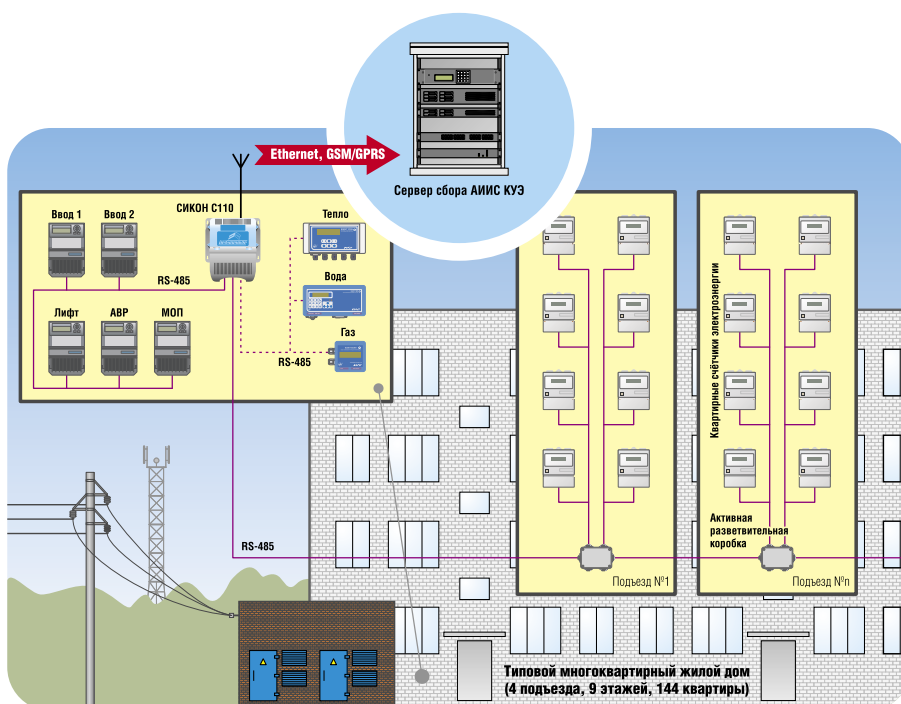 Ethernet, GSM/GPRS
Сервер сбора АИИС КУЭ
Ввод 1
Ввод 2
СИКОН С110
Тепло
RS-485
Вода
Лифт
АВР
МОП
Газ
RS-485
Квартирные счётчики электроэнергии
Активная
разветвительная
коробка
RS-485
Подъезд №1
Подъезд №n
Типовой многоквартирный жилой дом
(4 подъезда, 9 этажей, 144 квартиры)